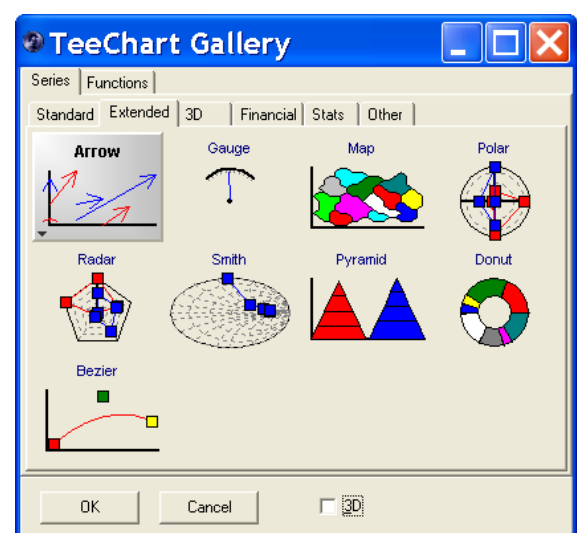 TeeChart Gallery
Series Functions
Standard Extended 3D Financial Stats Other
Arrow Gauge Map Polar
Radar Smith Pyramid Donut
Bezier
OK Cancel 3D